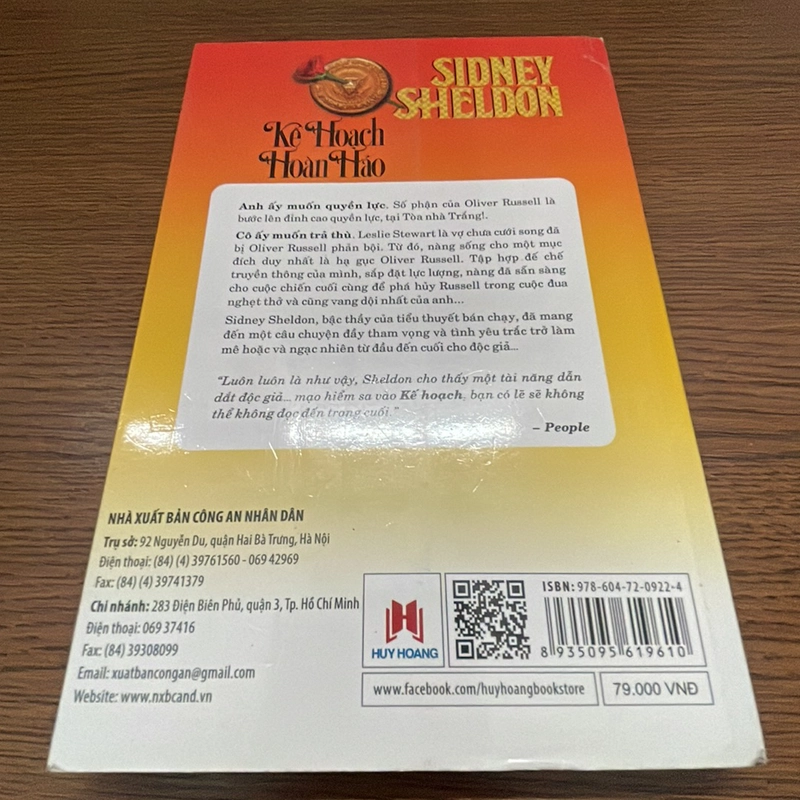 SIDNEY
SHELDON
Kế Hoạch
Hoàn Hảo
Anh ấy muốn quyền lực. Số phận của Oliver Russell là
bước lên đỉnh cao quyền lực, tại Tòa nhà Trắng!.
Cô ấy muốn trả thù. Leslie Stewart là vợ chưa cưới song đã
bị Oliver Russell phản bội. Từ đó, nàng sống cho một mục
đích duy nhất là hạ gục Oliver Russell. Tập hợp đế chế
truyền thông của mình, sắp đặt lực lượng, nàng đã sẵn sàng
cho cuộc chiến cuối cùng để phá hủy Russell trong cuộc đua
nghẹt thở và cũng vang dội nhất của anh...
Sidney Sheldon, bậc thầy của tiểu thuyết bán chạy, đã mang
đến một câu chuyện đầy tham vọng và tình yêu trắc trở làm
mê hoặc và ngạc nhiên từ đầu đến cuối cho độc giả...
"Luôn luôn là như vậy, Sheldon cho thấy một tài năng dẫn
dắt độc giả... mạo hiểm sa vào Kế hoạch, bạn có lẽ sẽ không
thể không đọc đến trang cuối."
– People
NHÀ XUẤT BẢN CÔNG AN NHÂN DÂN
Trụ sở: 92 Nguyễn Du, quận Hai Bà Trưng, Hà Nội
Điện thoại: (84) (4) 39761560 - 069 42969
Fax: (84) (4) 39741379
Chi nhánh: 283 Điện Biên Phủ, quận 3, Tp. Hồ Chí Minh
Điện thoại: 069 37416
Fax: (84) 39308099
Email: xuatbancongan@gmail.com
Website: www.nxbcand.vn
HUY HOANG
ISBN: 978-604-72-0922-4
8 935095 619610
www.facebook.com/huyhoangbookstore
79.000 VNĐ